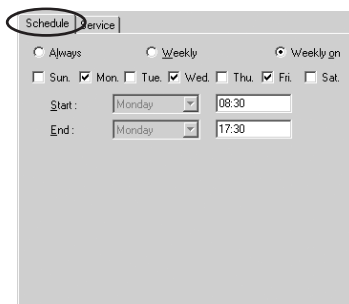 Schedule Service
Always Weekly Weekly on
Sun. Mon. Tue. Wed. Thu. Fri. Sat.
Start : Monday 08:30
End : Monday 17:30